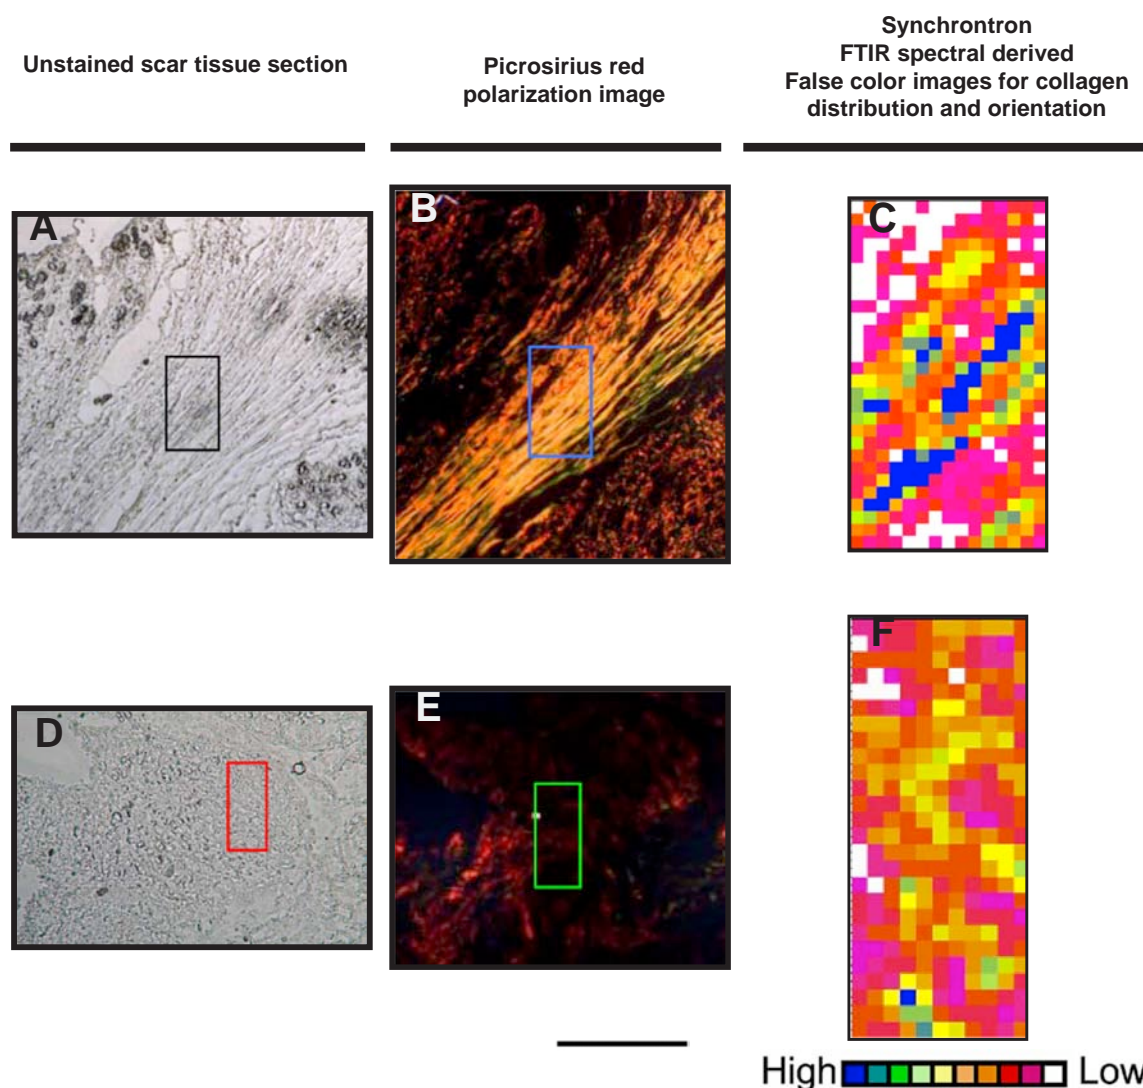 Unstained scar tissue section
Picrosirius red
polarization image
Synchrontron
FTIR spectral derived
False color images for collagen
distribution and orientation
A
B
C
D
E
F
High
Low